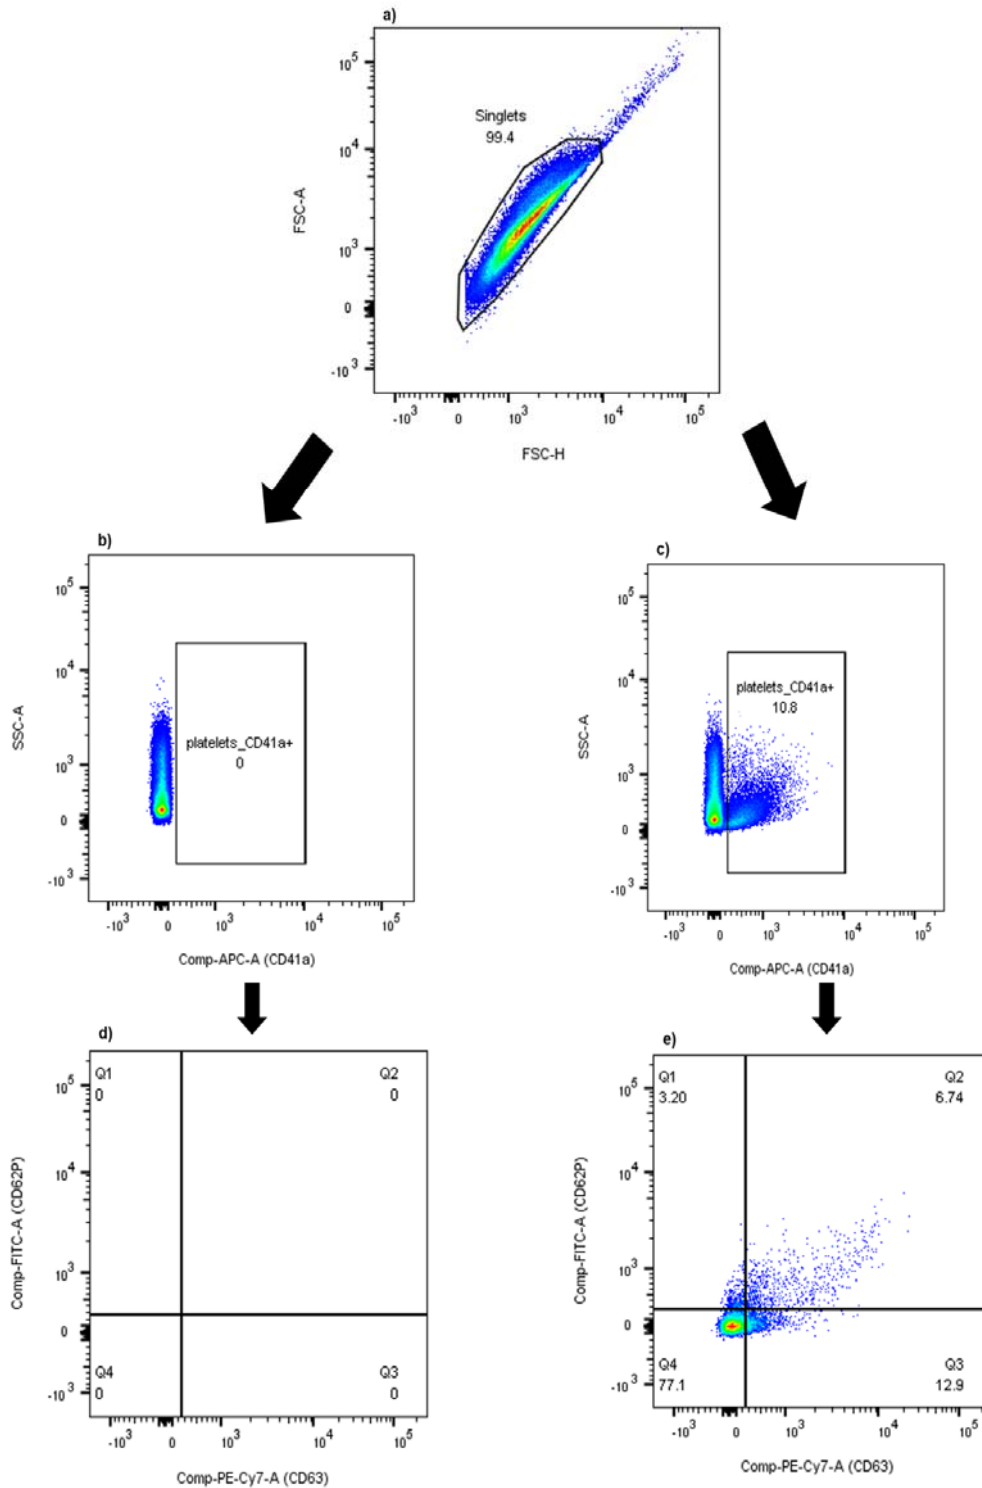 a)
10^5
Singlets
99.4
10^4
FSC-A
10^3
0
-10^3
-10^3 0 10^3 10^4 10^5
FSC-H
b)
10^5
10^4
SSC-A
platelets_CD41a+
0
10^3
0
-10^3
-10^3 0 10^3 10^4 10^5
Comp-APC-A (CD41a)
c)
10^5
10^4
SSC-A
platelets_CD41a+
10.8
10^3
0
-10^3
-10^3 0 10^3 10^4 10^5
Comp-APC-A (CD41a)
d)
Q1
0
Q2
0
10^5
10^4
Comp-FITC-A (CD62P)
10^3
0
Q4
0
Q3
0
-10^3
-10^3 0 10^3 10^4 10^5
Comp-PE-Cy7-A (CD63)
e)
Q1
3.20
Q2
6.74
10^5
10^4
Comp-FITC-A (CD62P)
10^3
0
Q4
77.1
Q3
12.9
-10^3
-10^3 0 10^3 10^4 10^5
Comp-PE-Cy7-A (CD63)